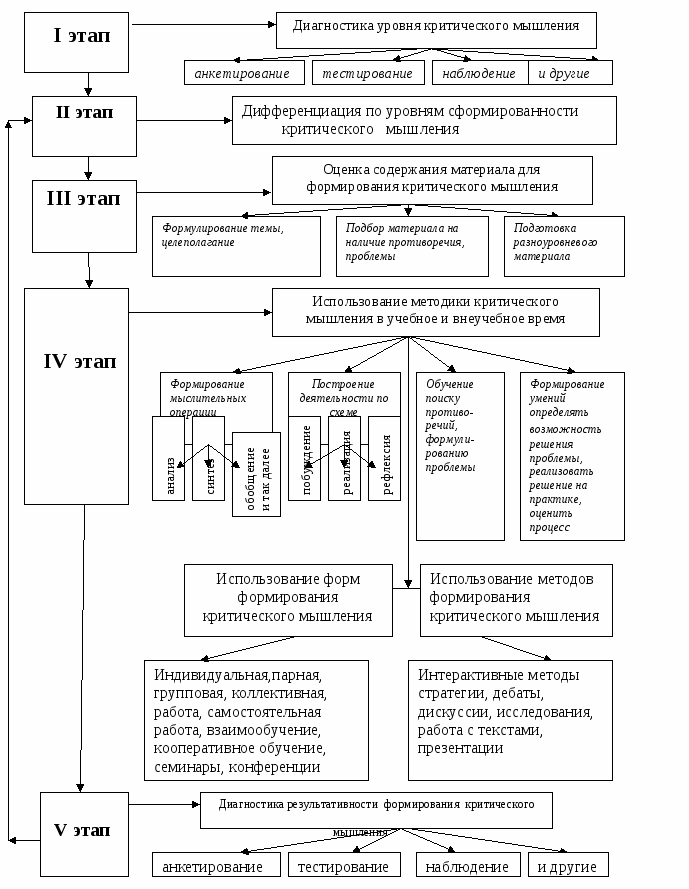 I этап
Диагностика уровня критического мышления
анкетирование
тестирование
наблюдение
и другие
II этап
Дифференциация по уровням сформированности
критического мышления
III этап
Оценка содержания материала для
формирования критического мышления
Формулирование темы,
целеполагание
Подбор материала на
наличие противоречия,
проблемы
Подготовка
разноуровневого
материала
IV этап
Использование методики критического
мышления в учебное и внеучебное время
Формирование
мыслительных
операции
анализ
синтез
обобщение
и так далее
Построение
деятельности по
схеме
побуждение
реализация
рефлексия
Обучение
поиску
противо-
речий,
формули-
рованию
проблемы
Формирование
умений
определять
возможность
решения
проблемы,
реализовать
решение на
практике,
оценить
процесс
Использование форм
формирования
критического мышления
Использование методов
формирования
критического мышления
Индивидуальная,парная,
групповая, коллективная,
работа, самостоятельная
работа, взаимообучение,
кооперативное обучение,
семинары, конференции
Интерактивные методы
стратегии, дебаты,
дискуссии, исследования,
работа с текстами,
презентации
V этап
Диагностика результативности формирования критического
мышления
анкетирование
тестирование
наблюдение
и другие